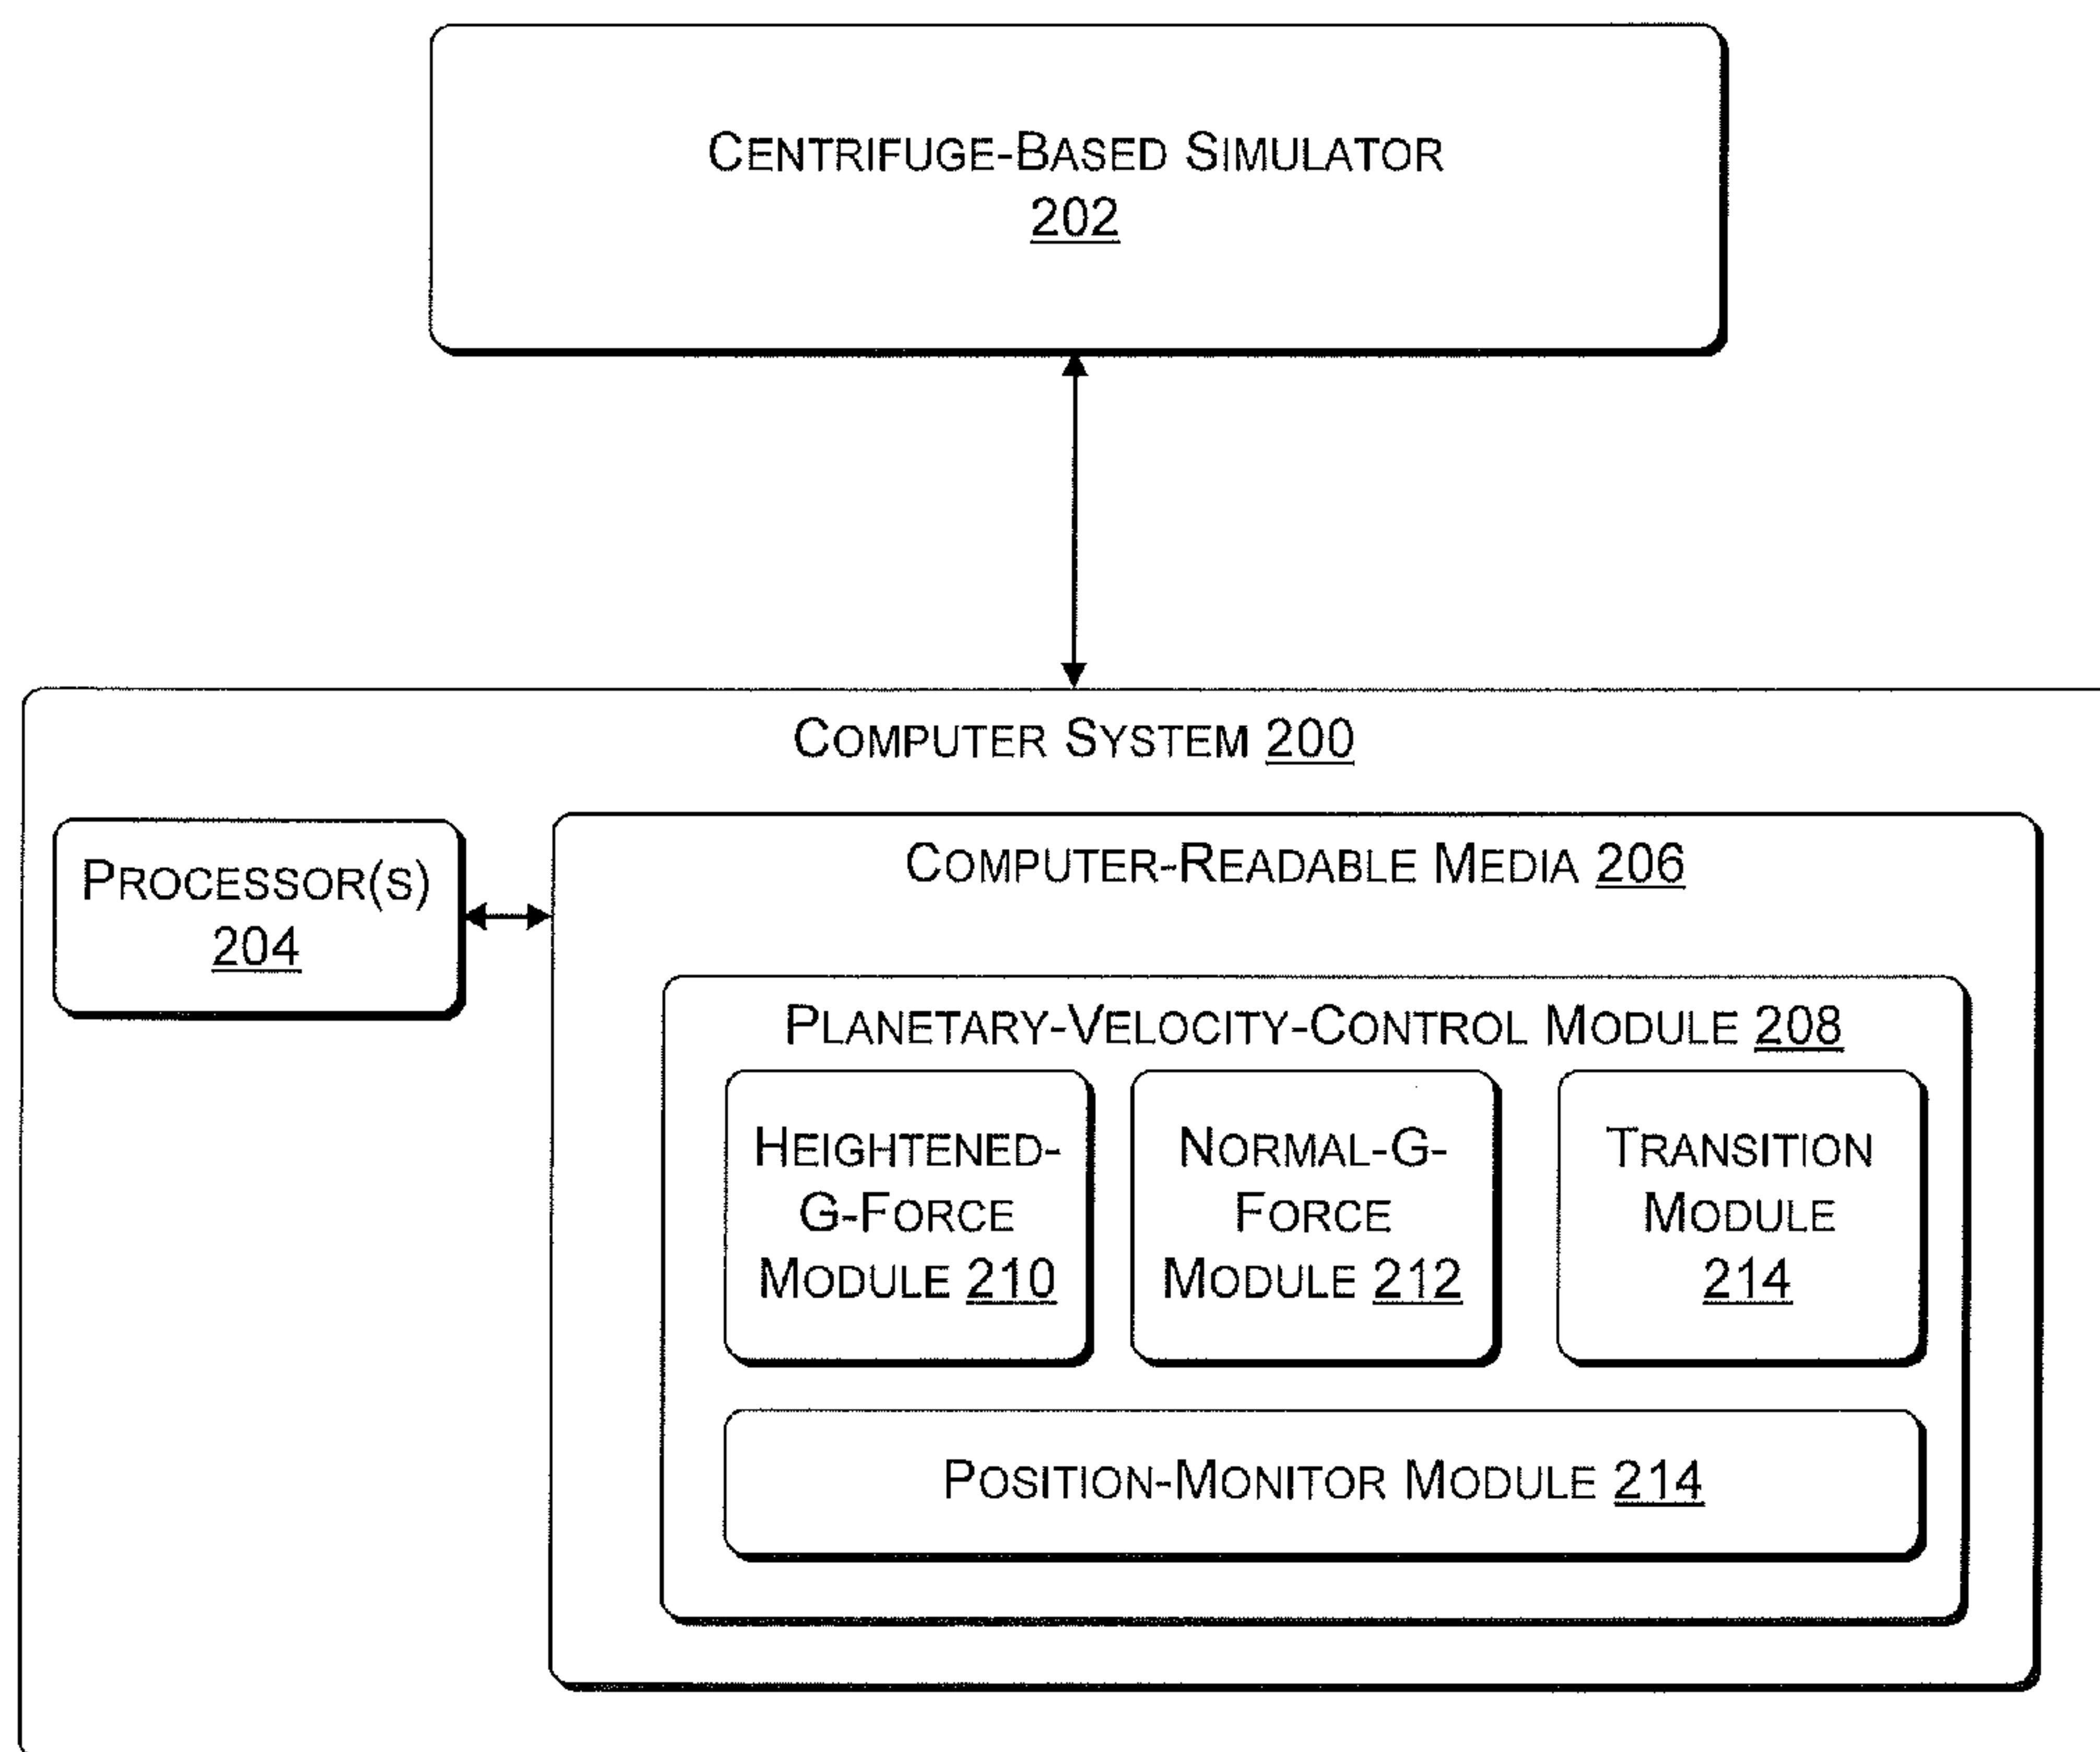 CENTRIFUGE-BASED SIMULATOR
202
COMPUTER SYSTEM 200
PROCESSOR(S)
204
COMPUTER-READABLE MEDIA 206
PLANETARY-VELOCITY-CONTROL MODULE 208
HEIGHTENED-
G-FORCE
MODULE 210
NORMAL-G-
FORCE
MODULE 212
TRANSITION
MODULE
214
POSITION-MONITOR MODULE 214